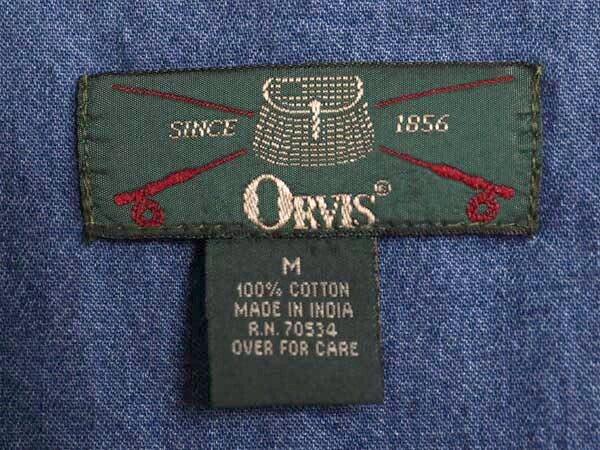 SINCE 1856
ORVIS®
M
100% COTTON
MADE IN INDIA
R.N. 70534
OVER FOR CARE